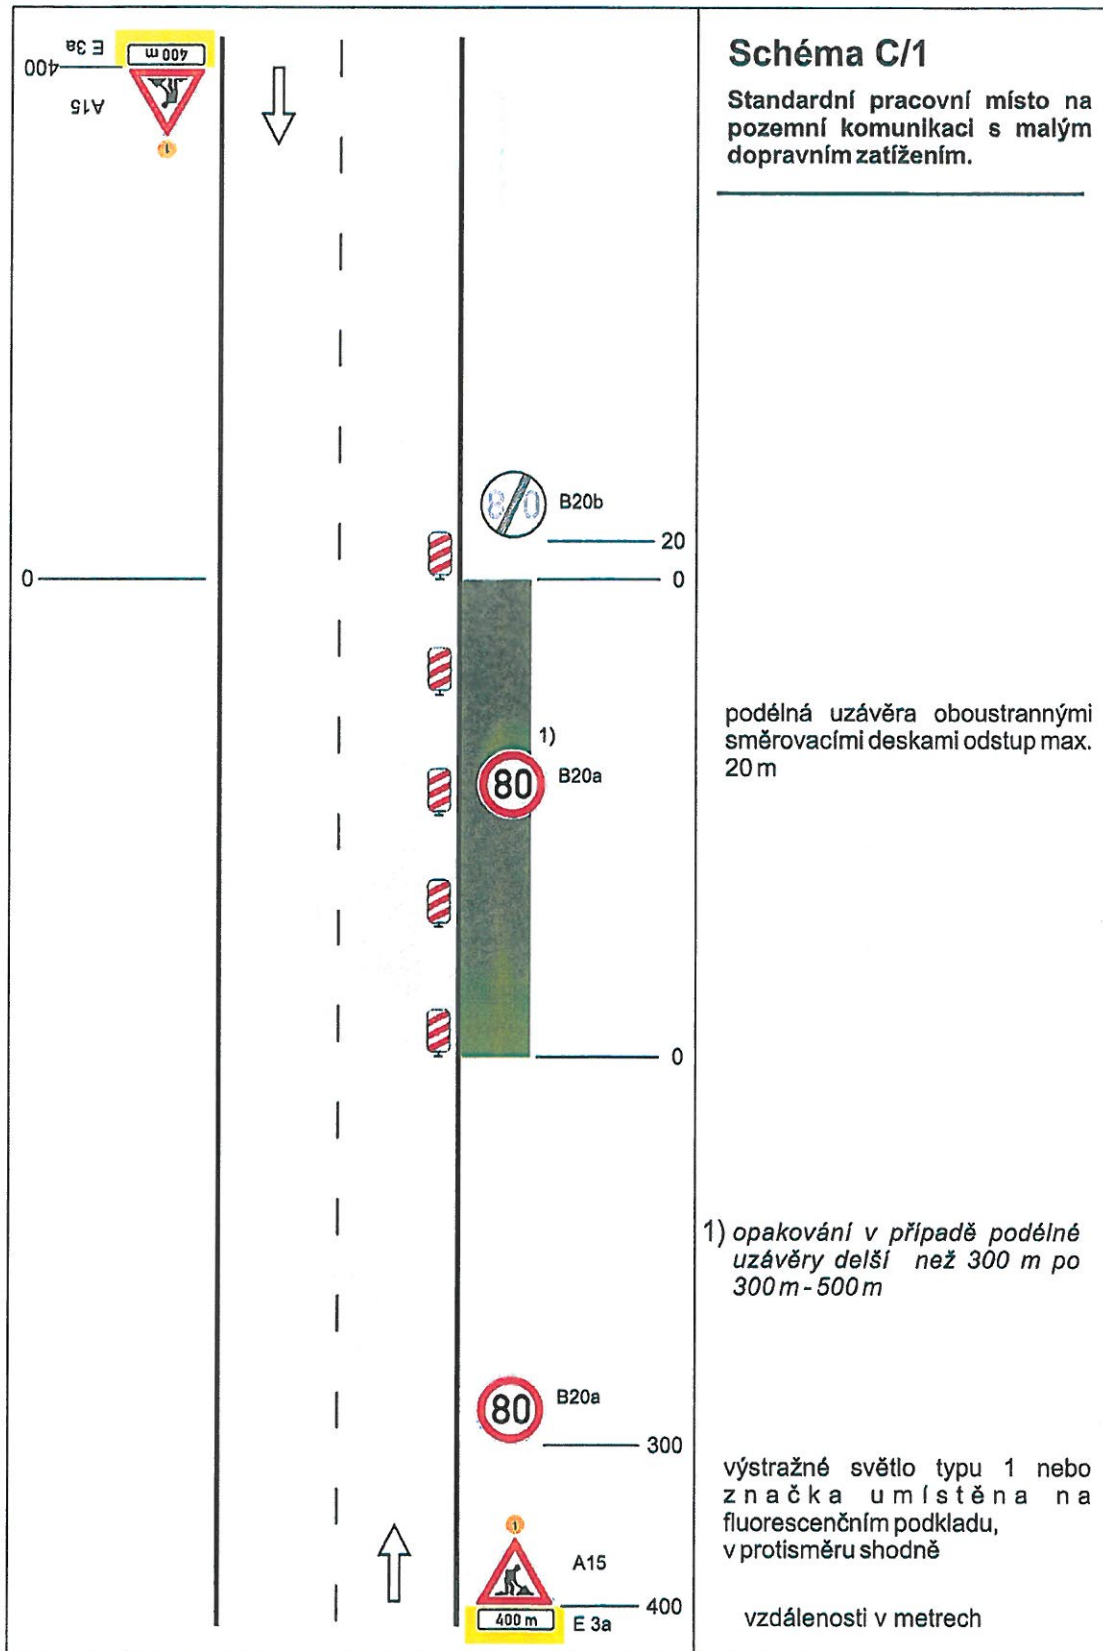 400
E 3a
400 m
A15
1
Schéma C/1
Standardní pracovní místo na
pozemní komunikaci s malým
dopravním zatížením.
80
B20b
20
0
0
1)
80
B20a
podélná uzávěra oboustrannými
směrovacími deskami odstup max.
20 m
0
1) opakování v případě podélné
uzávěry delší než 300 m po
300 m - 500 m
80
B20a
300
výstražné světlo typu 1 nebo
značka umístěna na
fluorescenčním podkladu,
v protisměru shodně
1
A15
400
400 m
E 3a
vzdálenosti v metrech